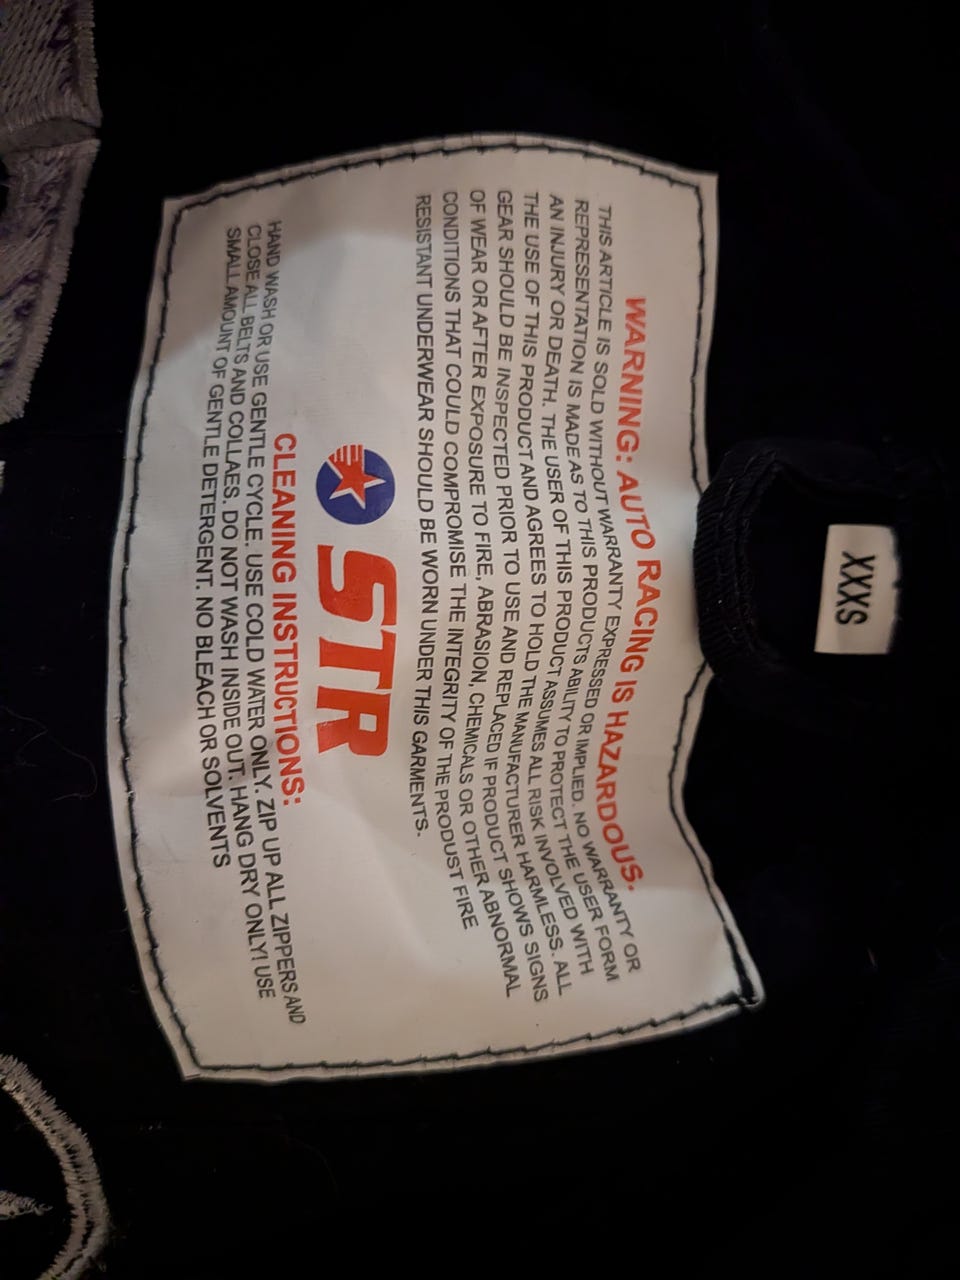 XXXS
WARNING: AUTO RACING IS HAZARDOUS.
THIS ARTICLE IS SOLD WITHOUT WARRANTY EXPRESSED OR IMPLIED. NO WARRANTY OR
REPRESENTATION IS MADE AS TO THIS PRODUCTS ABILITY TO PROTECT THE USER FORM
AN INJURY OR DEATH. THE USER OF THIS PRODUCT ASSUMES ALL RISK INVOLVED WITH
THE USE OF THIS PRODUCT AND AGREES TO HOLD THE MANUFACTURER HARMLESS. ALL
GEAR SHOULD BE INSPECTED PRIOR TO USE AND REPLACED IF PRODUCT SHOWS SIGNS
OF WEAR OR AFTER EXPOSURE TO FIRE, ABRASION, CHEMICALS OR OTHER ABNORMAL
CONDITIONS THAT COULD COMPROMISE THE INTEGRITY OF THE PRODUST FIRE
RESISTANT UNDERWEAR SHOULD BE WORN UNDER THIS GARMENTS.
STR
CLEANING INSTRUCTIONS:
HAND WASH OR USE GENTLE CYCLE. USE COLD WATER ONLY. ZIP UP ALL ZIPPERS AND
CLOSE ALL BELTS AND COLLAES. DO NOT WASH INSIDE OUT. HANG DRY ONLY! USE
SMALL AMOUNT OF GENTLE DETERGENT. NO BLEACH OR SOLVENTS